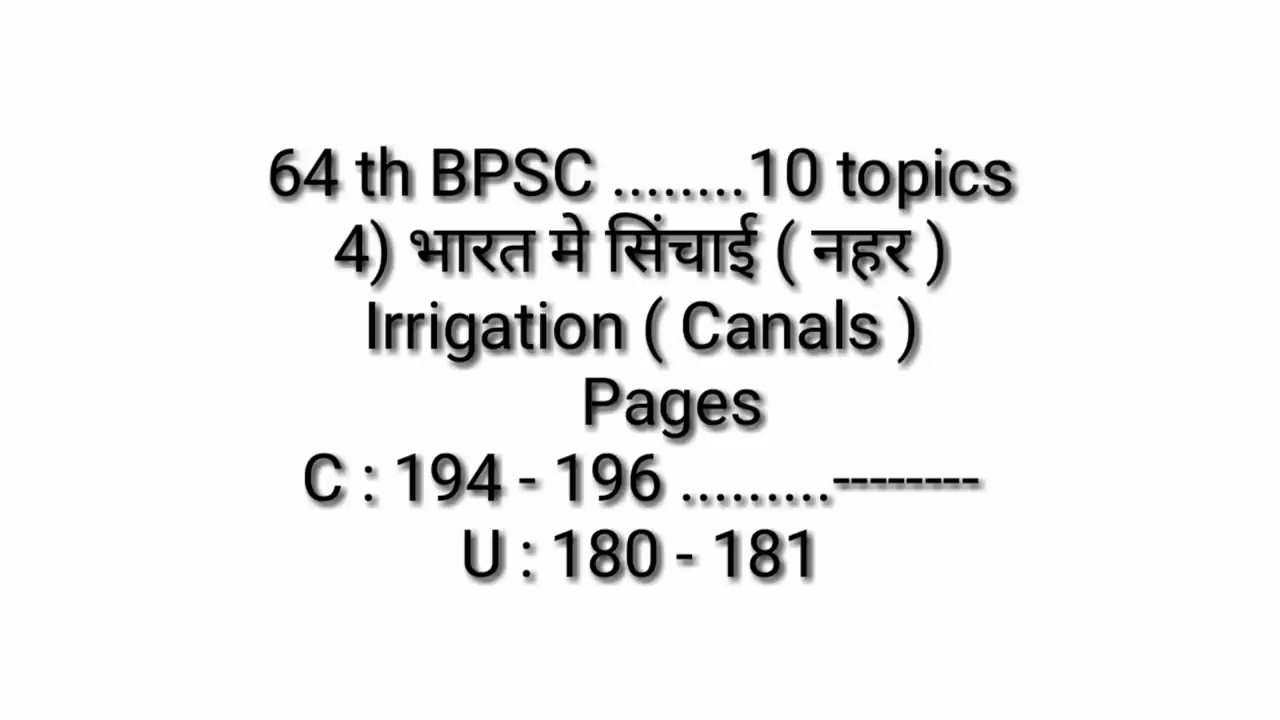 64 th BPSC ........10 topics
4) भारत मे सिंचाई ( नहर )
Irrigation ( Canals )
Pages
C : 194 - 196 .........--------
U : 180 - 181